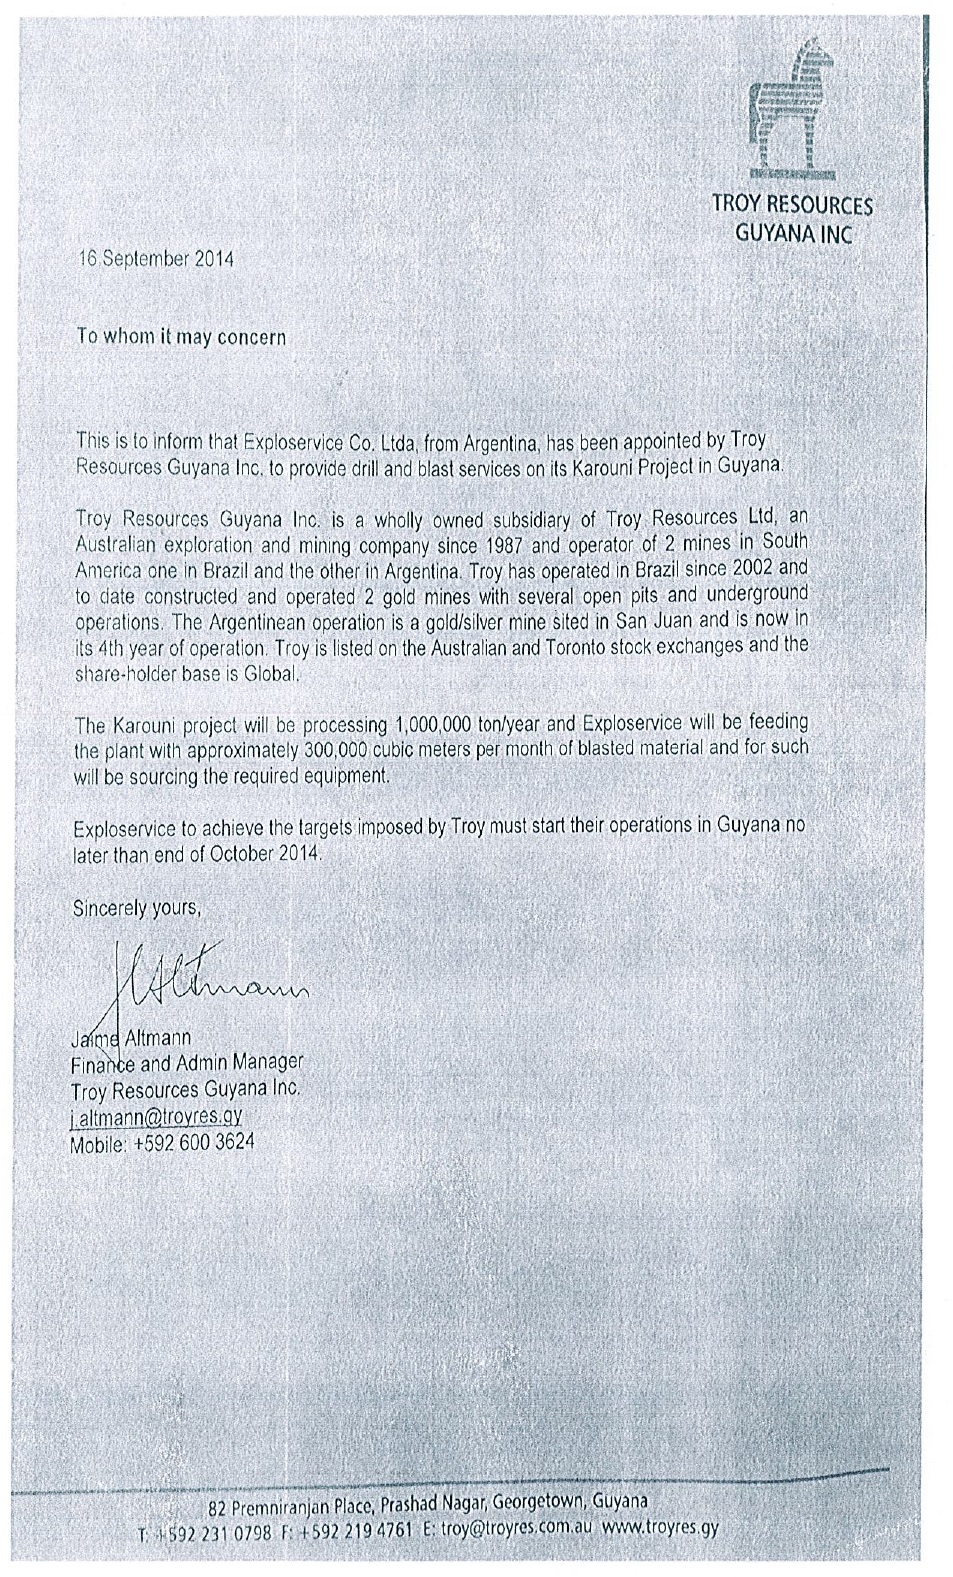 TROY RESOURCES
GUYANA INC
16 September 2014
To whom it may concern
This is to inform that Exploservice Co. Ltda, from Argentina, has been appointed by Troy
Resources Guyana Inc. to provide drill and blast services on its Karouni Project in Guyana.
Troy Resources Guyana Inc. is a wholly owned subsidiary of Troy Resources Ltd, an
Australian exploration and mining company since 1987 and operator of 2 mines in South
America one in Brazil and the other in Argentina. Troy has operated in Brazil since 2002 and
to date constructed and operated 2 gold mines with several open pits and underground
operations. The Argentinean operation is a gold/silver mine sited in San Juan and is now in
its 4th year of operation. Troy is listed on the Australian and Toronto stock exchanges and the
share-holder base is Global.
The Karouni project will be processing 1,000,000 ton/year and Exploservice will be feeding
the plant with approximately 300,000 cubic meters per month of blasted material and for such
will be sourcing the required equipment.
Exploservice to achieve the targets imposed by Troy must start their operations in Guyana no
later than end of October 2014.
Sincerely yours,
JHAltmann
Jaime Altmann
Finance and Admin Manager
Troy Resources Guyana Inc.
j.altmann@troyres.gy
Mobile: +592 600 3624
82 Premniranjan Place, Prashad Nagar, Georgetown, Guyana
T: +592 231 0798 F: +592 219 4761 E: troy@troyres.com.au www.troyres.gy